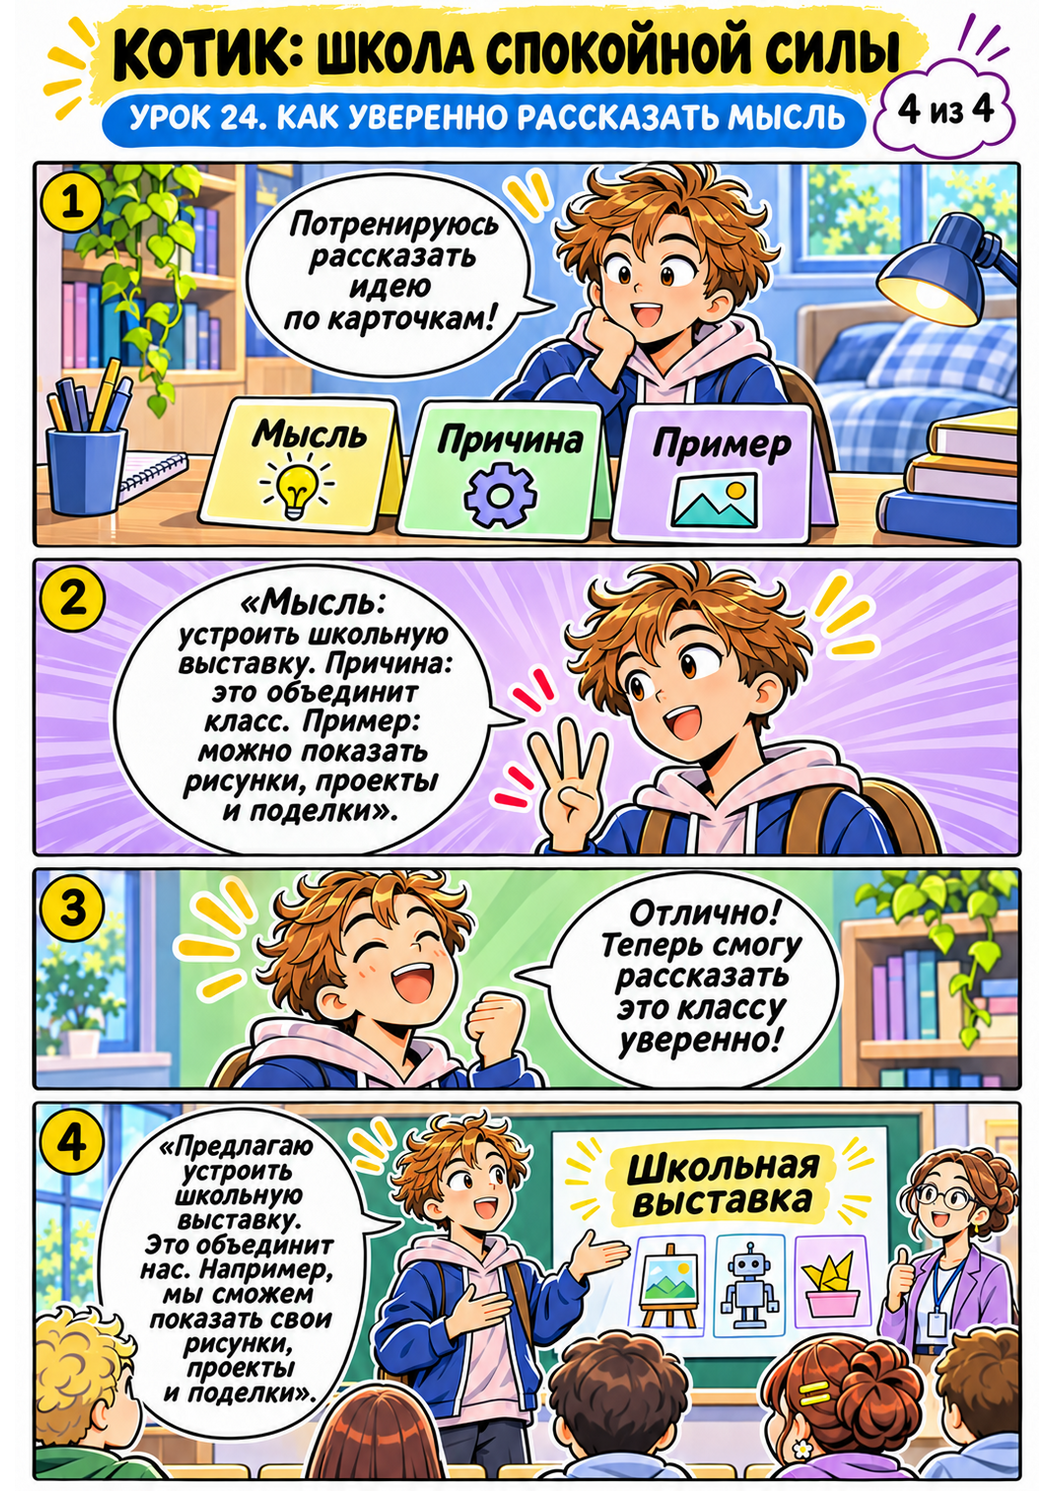 КОТИК: ШКОЛА СПОКОЙНОЙ СИЛЫ
УРОК 24. КАК УВЕРЕННО РАССКАЗАТЬ МЫСЛЬ
4 из 4
1
Потренируюсь
рассказать
идею
по карточкам!
Мысль
Причина
Пример
2
«Мысль:
устроить школьную
выставку. Причина:
это объединит
класс. Пример:
можно показать
рисунки, проекты
и поделки».
3
Отлично!
Теперь смогу
рассказать
это классу
уверенно!
4
«Предлагаю
устроить
школьную
выставку.
Это объединит
нас. Например,
мы сможем
показать свои
рисунки,
проекты
и поделки».
Школьная
выставка